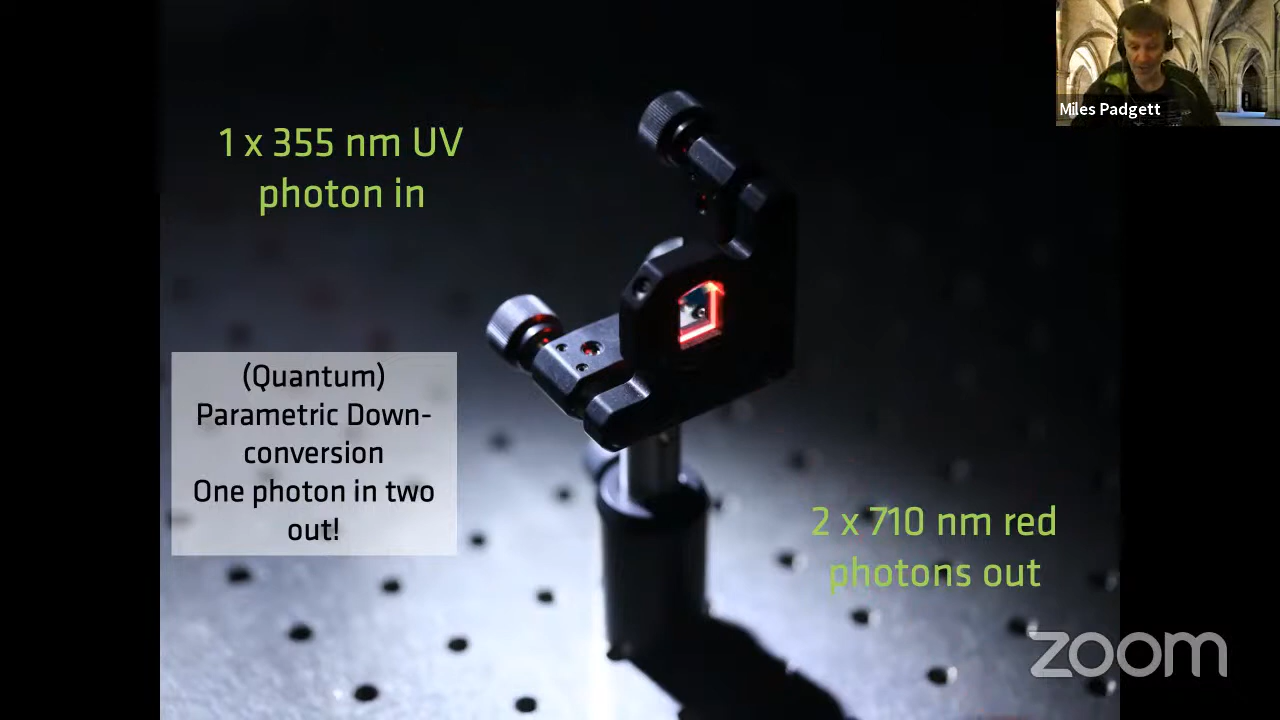 1 x 355 nm UV
photon in
Miles Padgett
(Quantum)
Parametric Down-
conversion
One photon in two
out!
2 x 710 nm red
photons out
zoom